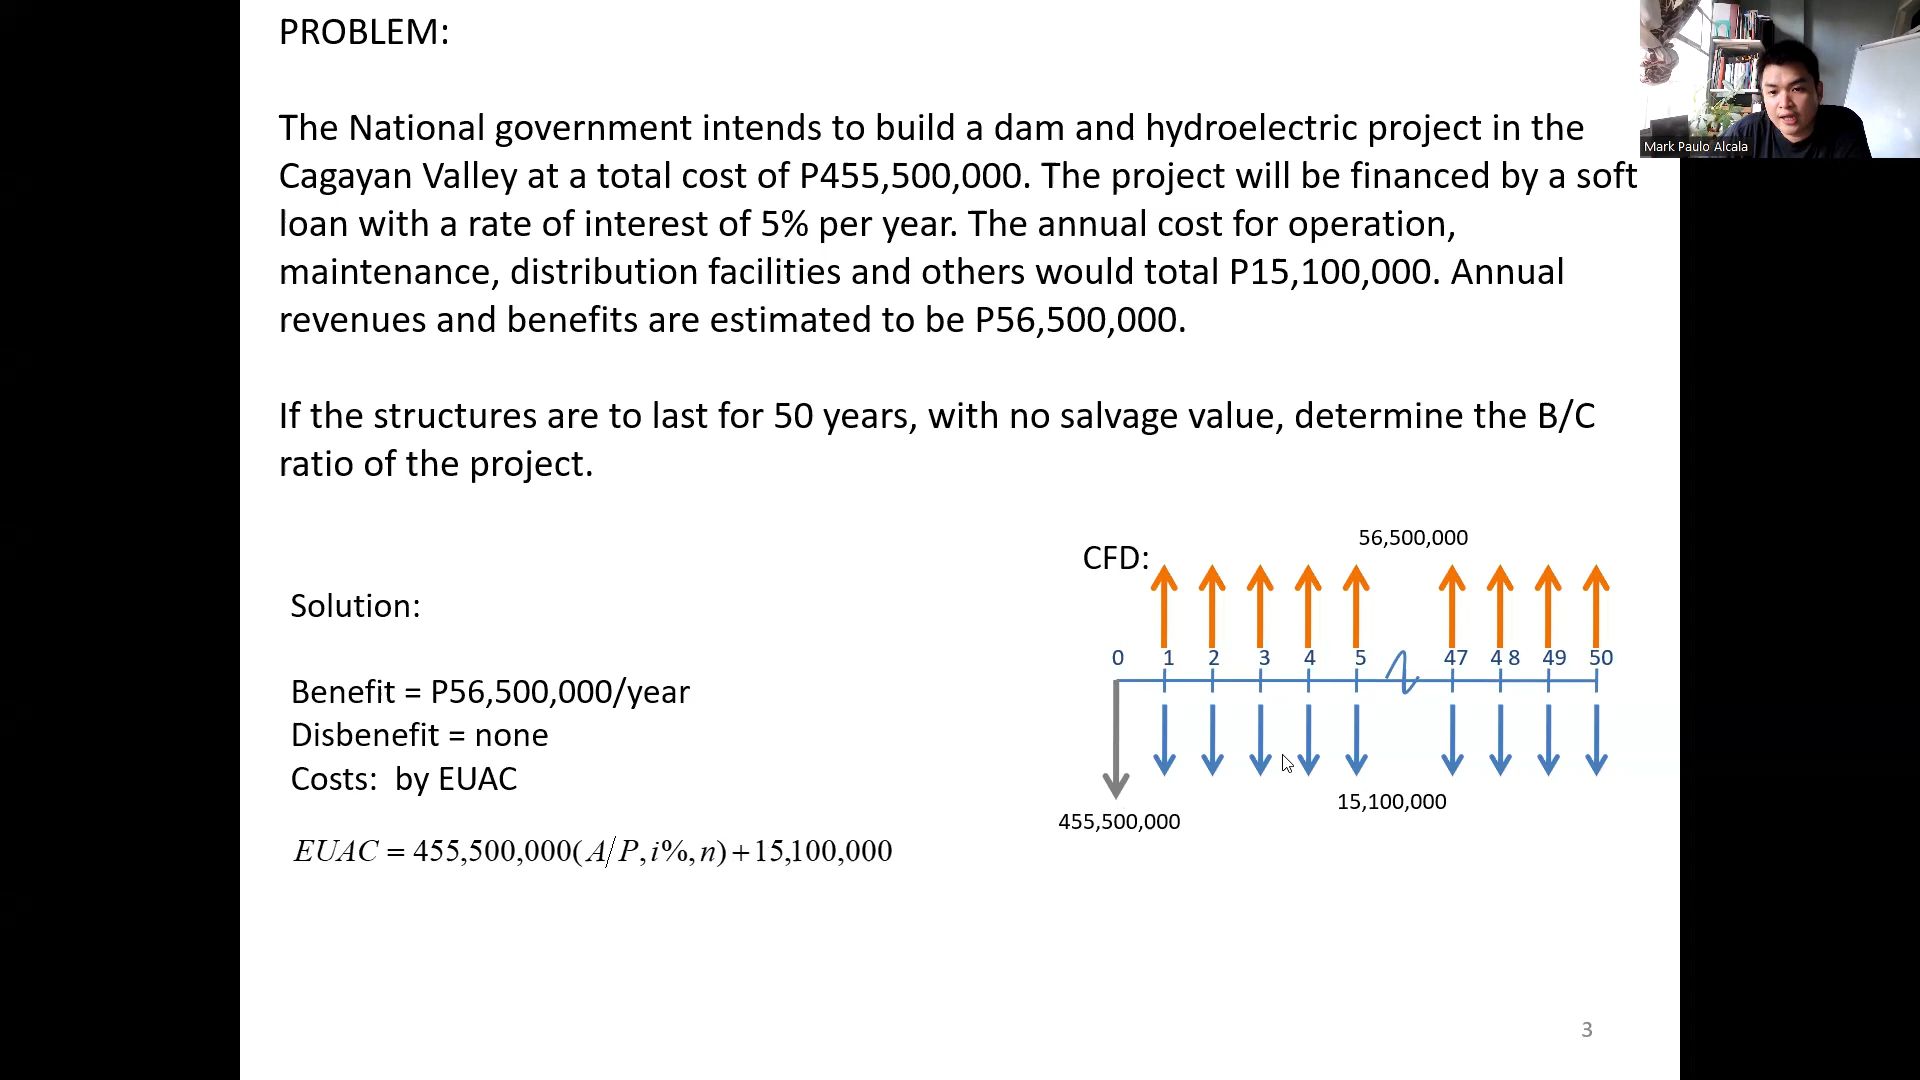 PROBLEM:
The National government intends to build a dam and hydroelectric project in the
Cagayan Valley at a total cost of P455,500,000. The project will be financed by a soft
loan with a rate of interest of 5% per year. The annual cost for operation,
maintenance, distribution facilities and others would total P15,100,000. Annual
revenues and benefits are estimated to be P56,500,000.
If the structures are to last for 50 years, with no salvage value, determine the B/C
ratio of the project.
Solution:
Benefit = P56,500,000/year
Disbenefit = none
Costs: by EUAC
EUAC = 455,500,000(A/P,i%,n)+15,100,000
CFD:
56,500,000
0 1 2 3 4 5 47 4 8 49 50
15,100,000
455,500,000
3
Mark Paulo Alcala